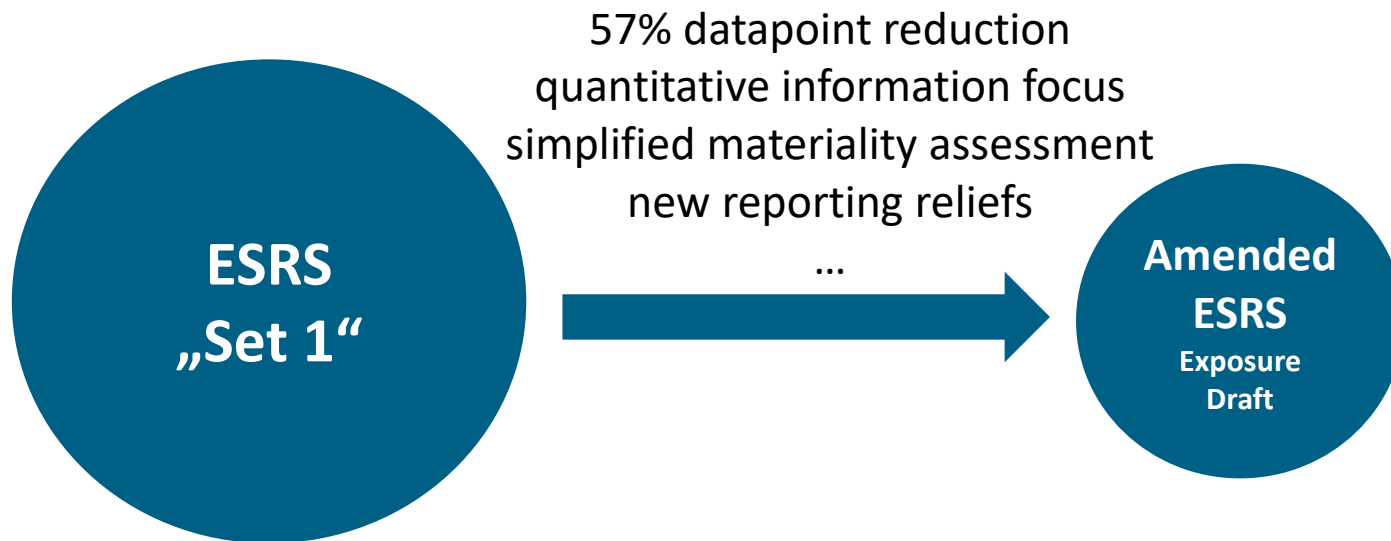 57% datapoint reduction
quantitative information focus
simplified materiality assessment
new reporting reliefs
...
ESRS
„Set 1“
Amended
ESRS
Exposure
Draft